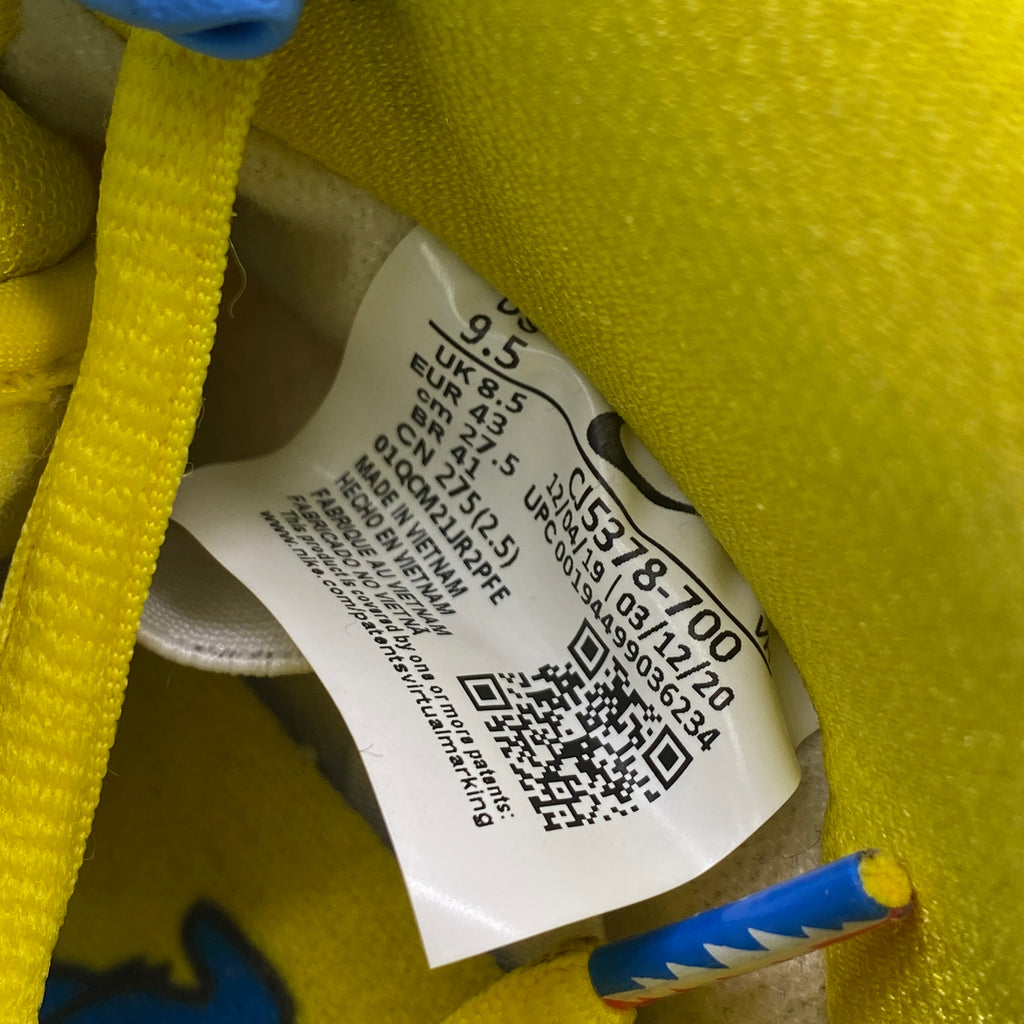 9.5
UK 8.5
EUR 43
cm 27.5
BR 41
CN 275(2.5)
01QCM21JR2PFE
MADE IN VIETNAM
HECHO EN VIETNAM
FABRIQUE AU VIETNAM
FABRICADO NO VIETNÃ
This product is covered by one or more patents:
www.nike.com/patentsvirtualmarking
CJ5378-700
12/04/19 (03/12/20
UPC 00194499036234